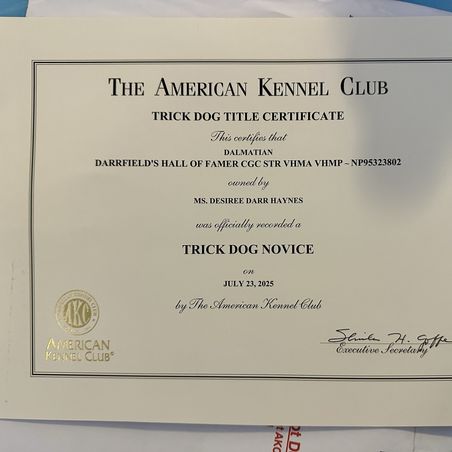 THE AMERICAN KENNEL CLUB
TRICK DOG TITLE CERTIFICATE
This certifies that
DALMATIAN
DARRFIELD'S HALL OF FAMER CGC STR VHMA VHMP ~ NP95323802
owned by
MS. DESIREE DARR HAYNES
was officially recorded a
TRICK DOG NOVICE
on
JULY 23, 2025
by The American Kennel Club
AKC
AMERICAN
KENNEL CLUB®
Executive Secretary